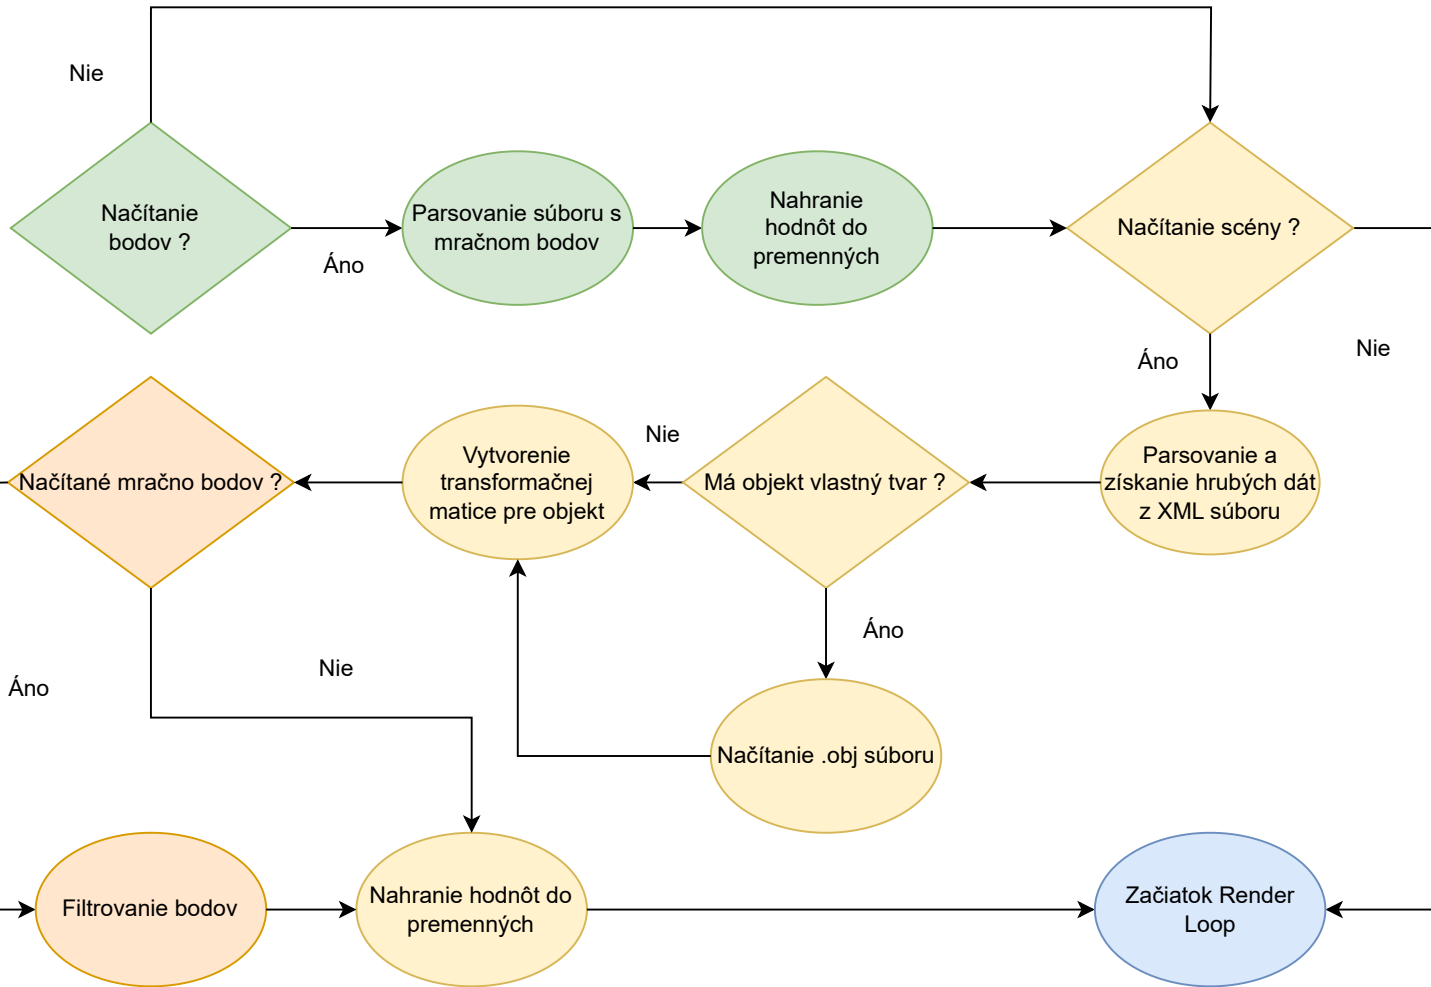 Nie
Načítanie
bodov ?
Áno
Parsovanie súboru s
mračnom bodov
Nahranie
hodnôt do
premenných
Načítanie scény ?
Nie
Áno
Načítané mračno bodov ?
Vytvorenie
transformačnej
matice pre objekt
Nie
Má objekt vlastný tvar ?
Parsovanie a
získanie hrubých dát
z XML súboru
Áno
Nie
Áno
Načítanie .obj súboru
Filtrovanie bodov
Nahranie hodnôt do
premenných
Začiatok Render
Loop